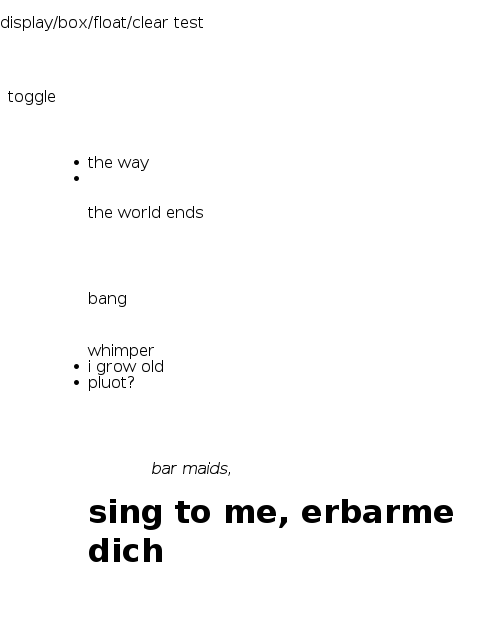 display/box/float/clear test
toggle
• the way
•
the world ends
bang
whimper
• i grow old
• pluot?
bar maids,
sing to me, erbarme
dich